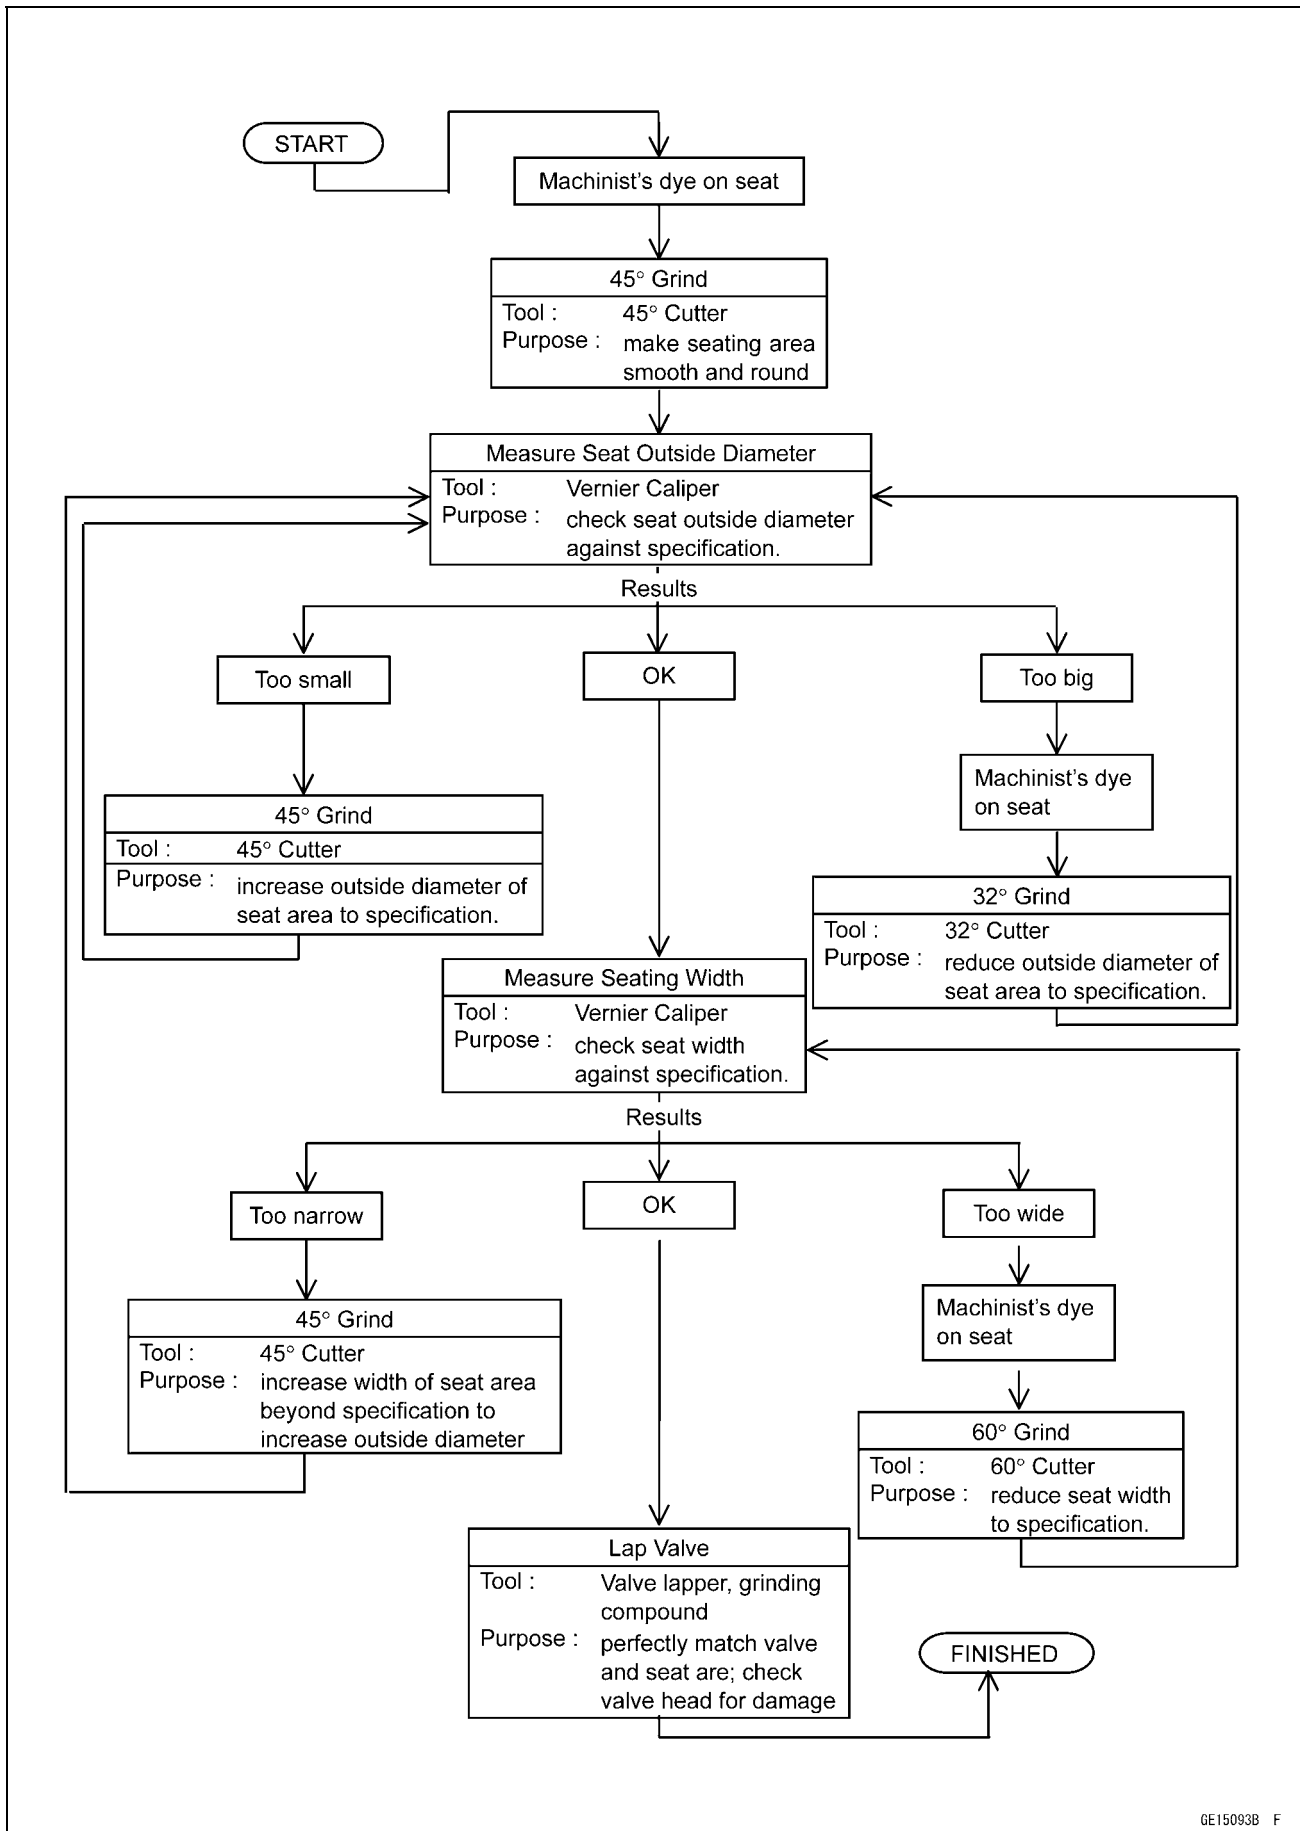 START
Machinist's dye on seat
45° Grind
Tool : 45° Cutter
Purpose : make seating area
smooth and round
Measure Seat Outside Diameter
Tool : Vernier Caliper
Purpose : check seat outside diameter
against specification.
Results
Too small
OK
Too big
Machinist's dye
on seat
45° Grind
Tool : 45° Cutter
Purpose : increase outside diameter of
seat area to specification.
32° Grind
Tool : 32° Cutter
Purpose : reduce outside diameter of
seat area to specification.
Measure Seating Width
Tool : Vernier Caliper
Purpose : check seat width
against specification.
Results
Too narrow
OK
Too wide
Machinist's dye
on seat
45° Grind
Tool : 45° Cutter
Purpose : increase width of seat area
beyond specification to
increase outside diameter
60° Grind
Tool : 60° Cutter
Purpose : reduce seat width
to specification.
Lap Valve
Tool : Valve lapper, grinding
compound
Purpose : perfectly match valve
and seat are; check
valve head for damage
FINISHED
GE15093B F